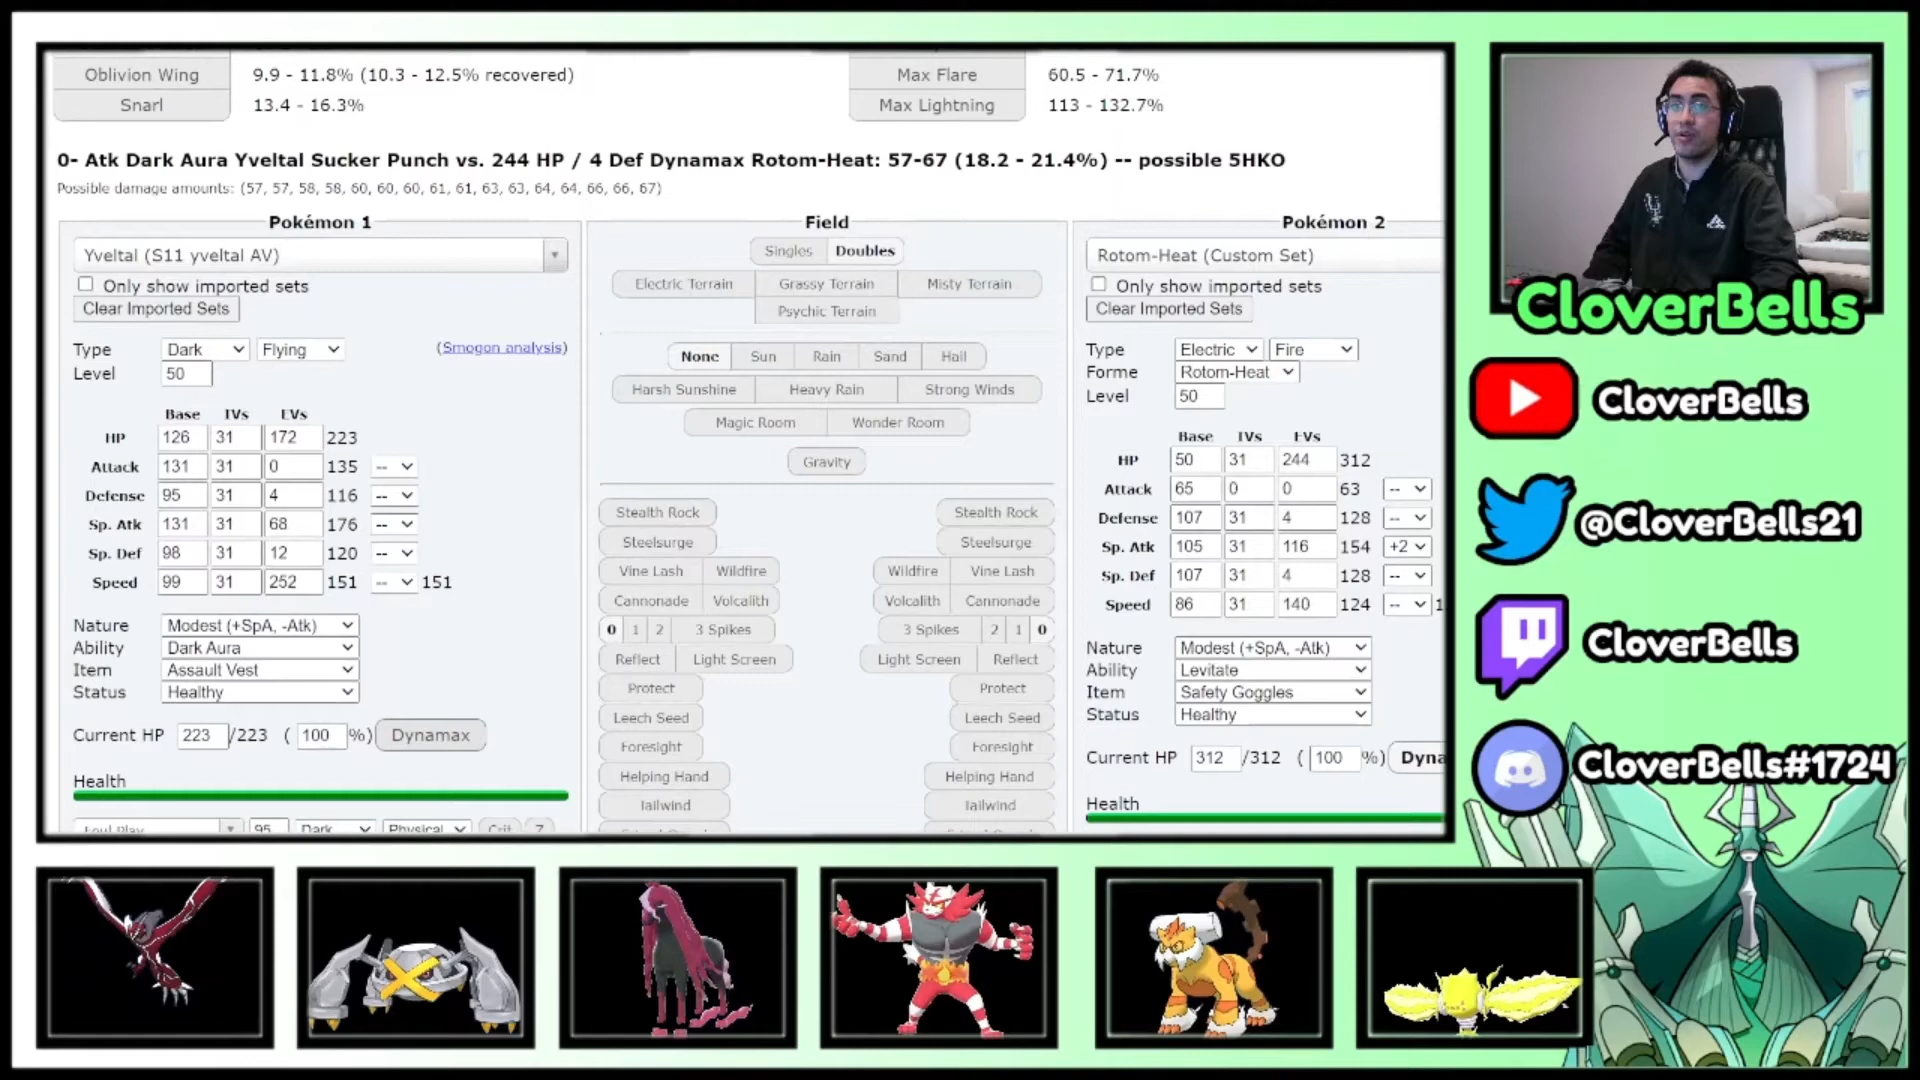 Oblivion Wing 9.9 - 11.8% (10.3 - 12.5% recovered) Max Flare 60.5 - 71.7%
Snarl 13.4 - 16.3% Max Lightning 113 - 132.7%
0- Atk Dark Aura Yveltal Sucker Punch vs. 244 HP / 4 Def Dynamax Rotom-Heat: 57-67 (18.2 - 21.4%) -- possible 5HKO
Possible damage amounts: (57, 57, 58, 58, 60, 60, 60, 61, 61, 63, 63, 64, 64, 66, 66, 67)
Pokémon 1
Yveltal (S11 yveltal AV)
Only show imported sets
Clear Imported Sets
Type Dark Flying (Smogon analysis)
Level 50
Base IVs EVs
HP 126 31 172 223
Attack 131 31 0 135 --
Defense 95 31 4 116 --
Sp. Atk 131 31 68 176 --
Sp. Def 98 31 12 120 --
Speed 99 31 252 151 -- 151
Nature Modest (+SpA, -Atk)
Ability Dark Aura
Item Assault Vest
Status Healthy
Current HP 223 /223 ( 100 %) Dynamax
Health
Foul Play 95 Dark Physical Crit Z
Field
Singles Doubles
Electric Terrain Grassy Terrain Misty Terrain
Psychic Terrain
None Sun Rain Sand Hail
Harsh Sunshine Heavy Rain Strong Winds
Magic Room Wonder Room
Gravity
Stealth Rock Stealth Rock
Steelsurge Steelsurge
Vine Lash Wildfire Wildfire Vine Lash
Cannonade Volcalith Volcalith Cannonade
0 1 2 3 Spikes 3 Spikes 2 1 0
Reflect Light Screen Light Screen Reflect
Protect Protect
Leech Seed Leech Seed
Foresight Foresight
Helping Hand Helping Hand
Tailwind Tailwind
Pokémon 2
Rotom-Heat (Custom Set)
Only show imported sets
Clear Imported Sets
Type Electric Fire
Forme Rotom-Heat
Level 50
Base IVs EVs
HP 50 31 244 312
Attack 65 0 0 63 --
Defense 107 31 4 128 --
Sp. Atk 105 31 116 154 +2
Sp. Def 107 31 4 128 --
Speed 86 31 140 124 -- 1
Nature Modest (+SpA, -Atk)
Ability Levitate
Item Safety Goggles
Status Healthy
Current HP 312 /312 ( 100 %) Dyna
Health
CloverBells
CloverBells
@CloverBells21
CloverBells
CloverBells#1724